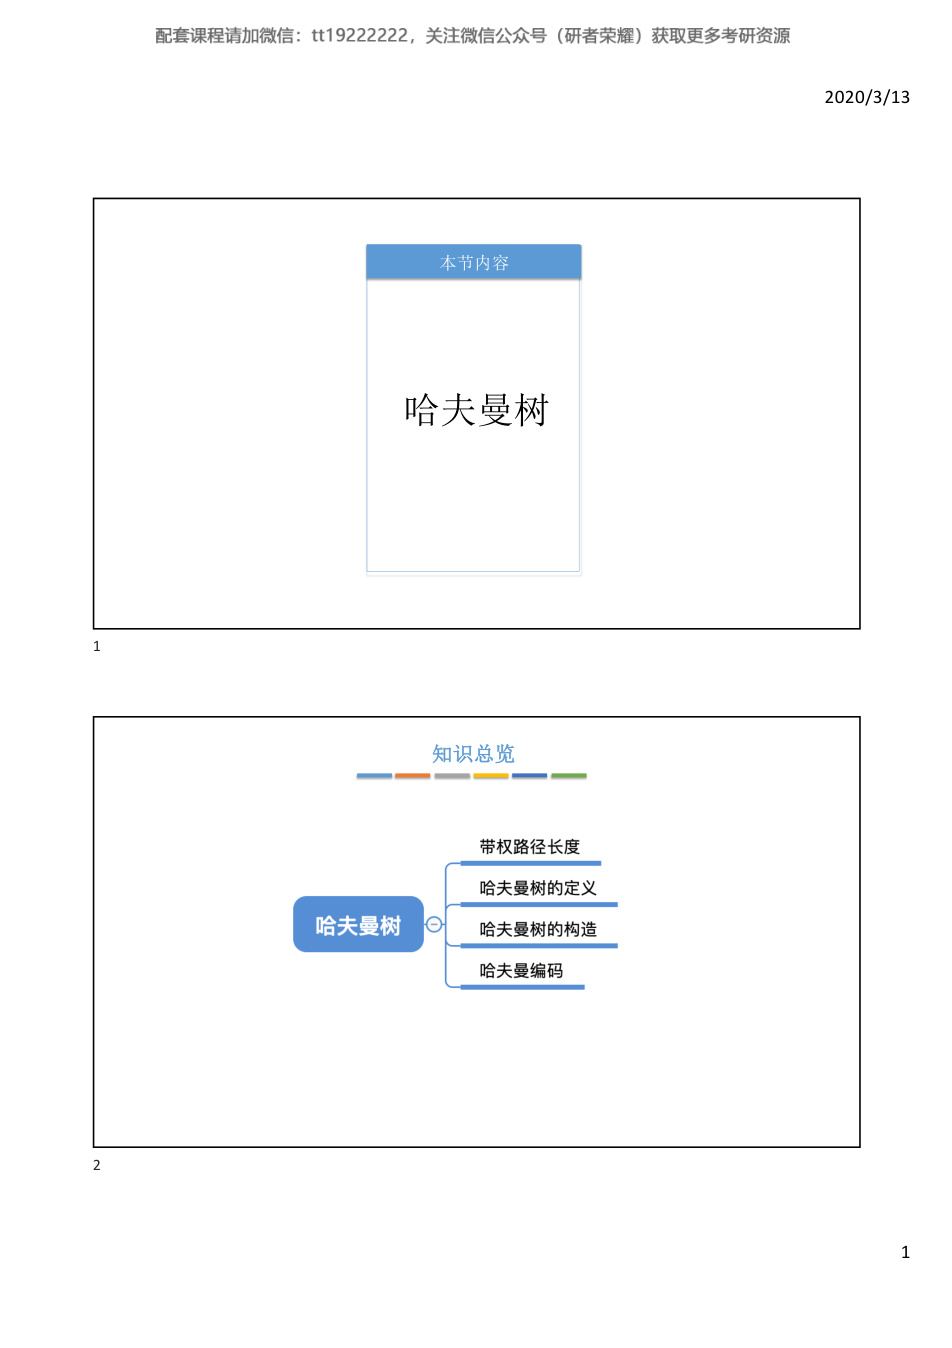 配套课程请加微信：tt19222222，关注微信公众号（研者荣耀）获取更多考研资源
2020/3/13
本节内容
哈夫曼树
1
知识总览
带权路径长度
哈夫曼树的定义
哈夫曼树
哈夫曼树的构造
哈夫曼编码
2
1